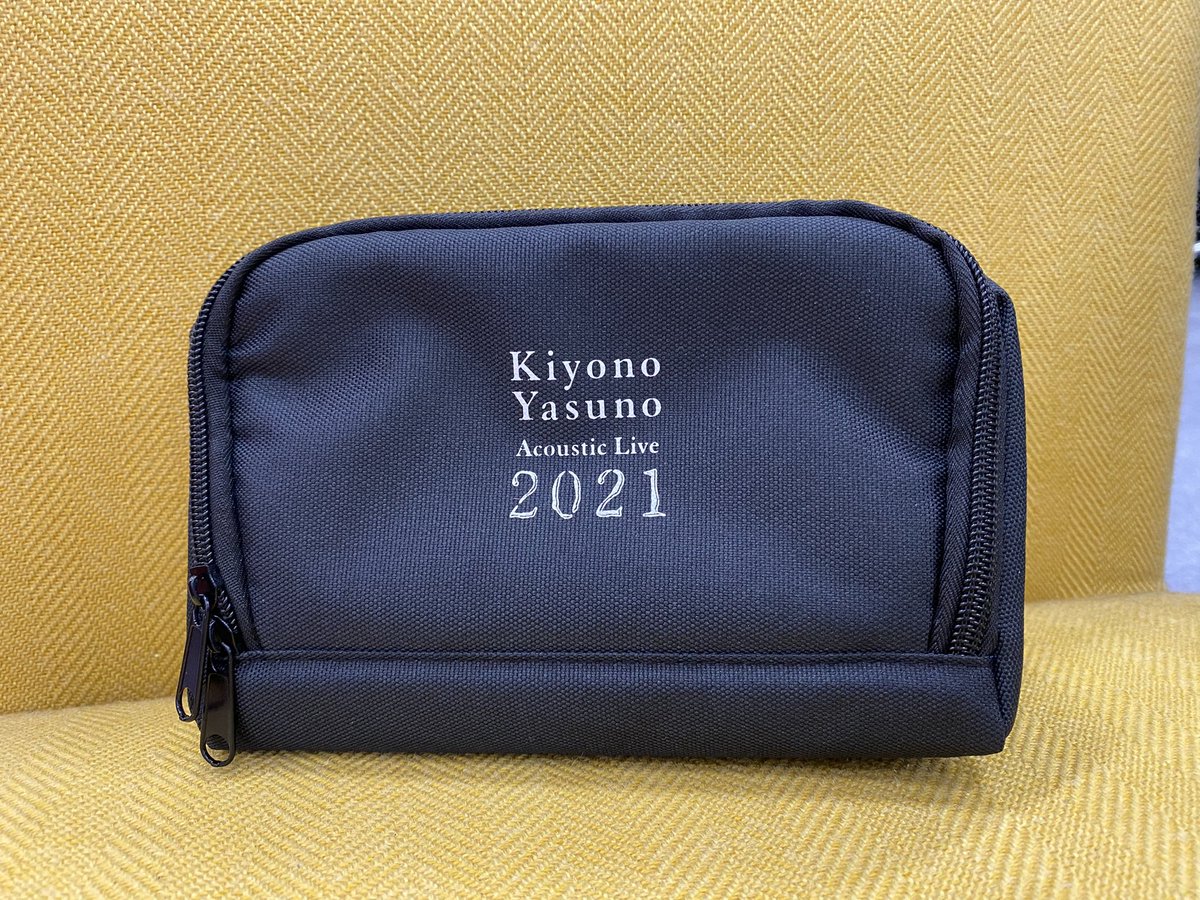 Kiyono
Yasuno
Acoustic Live
2021